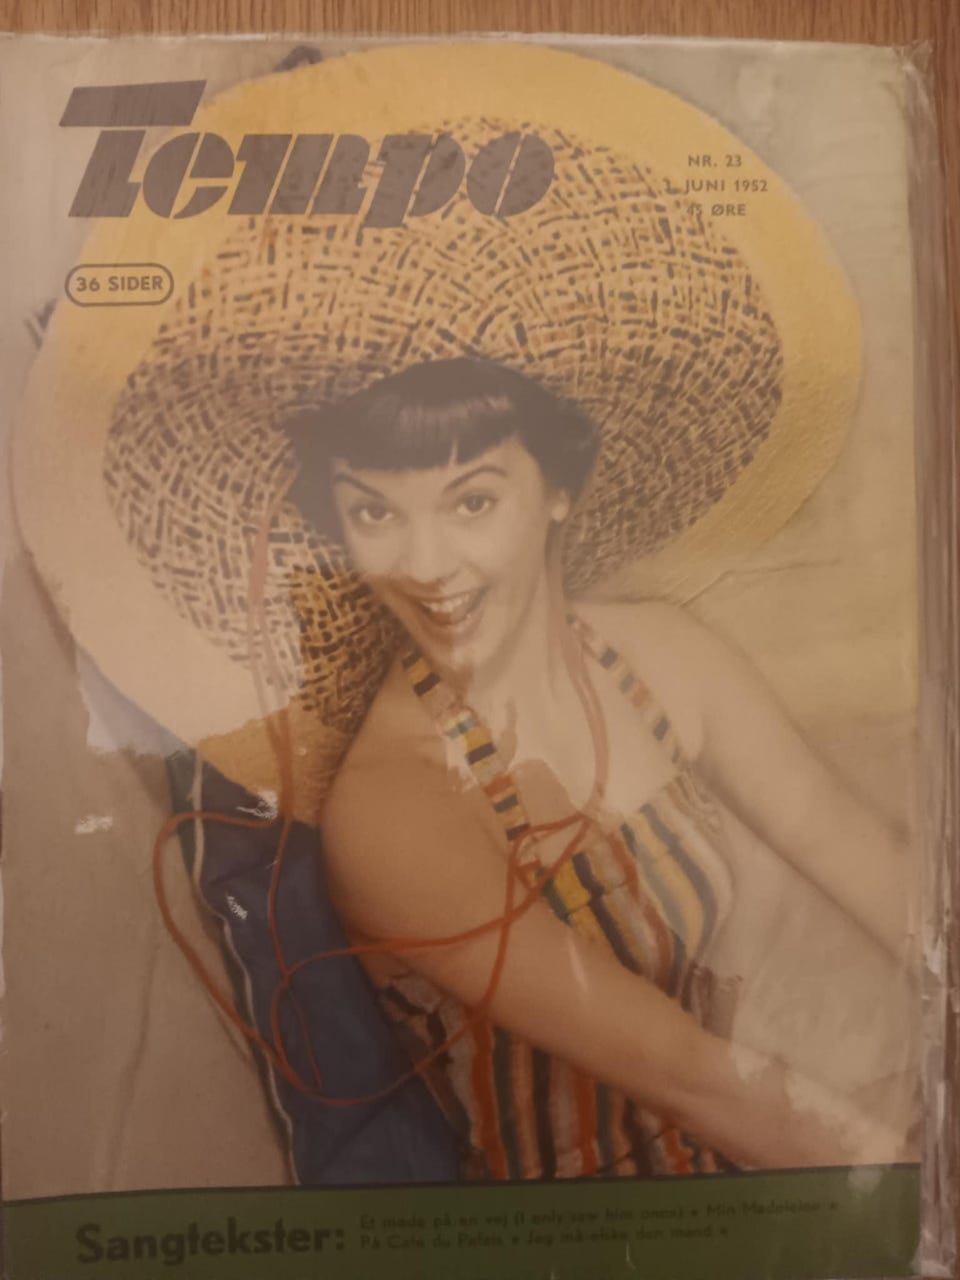 Tempo
NR. 23
JUNI 1952
45 ØRE
36 SIDER
Sangtekster:
Et møde på en vej (I only saw him once) • Min Madeleine •
På Cafe du Palais • Jeg må elske den mand •